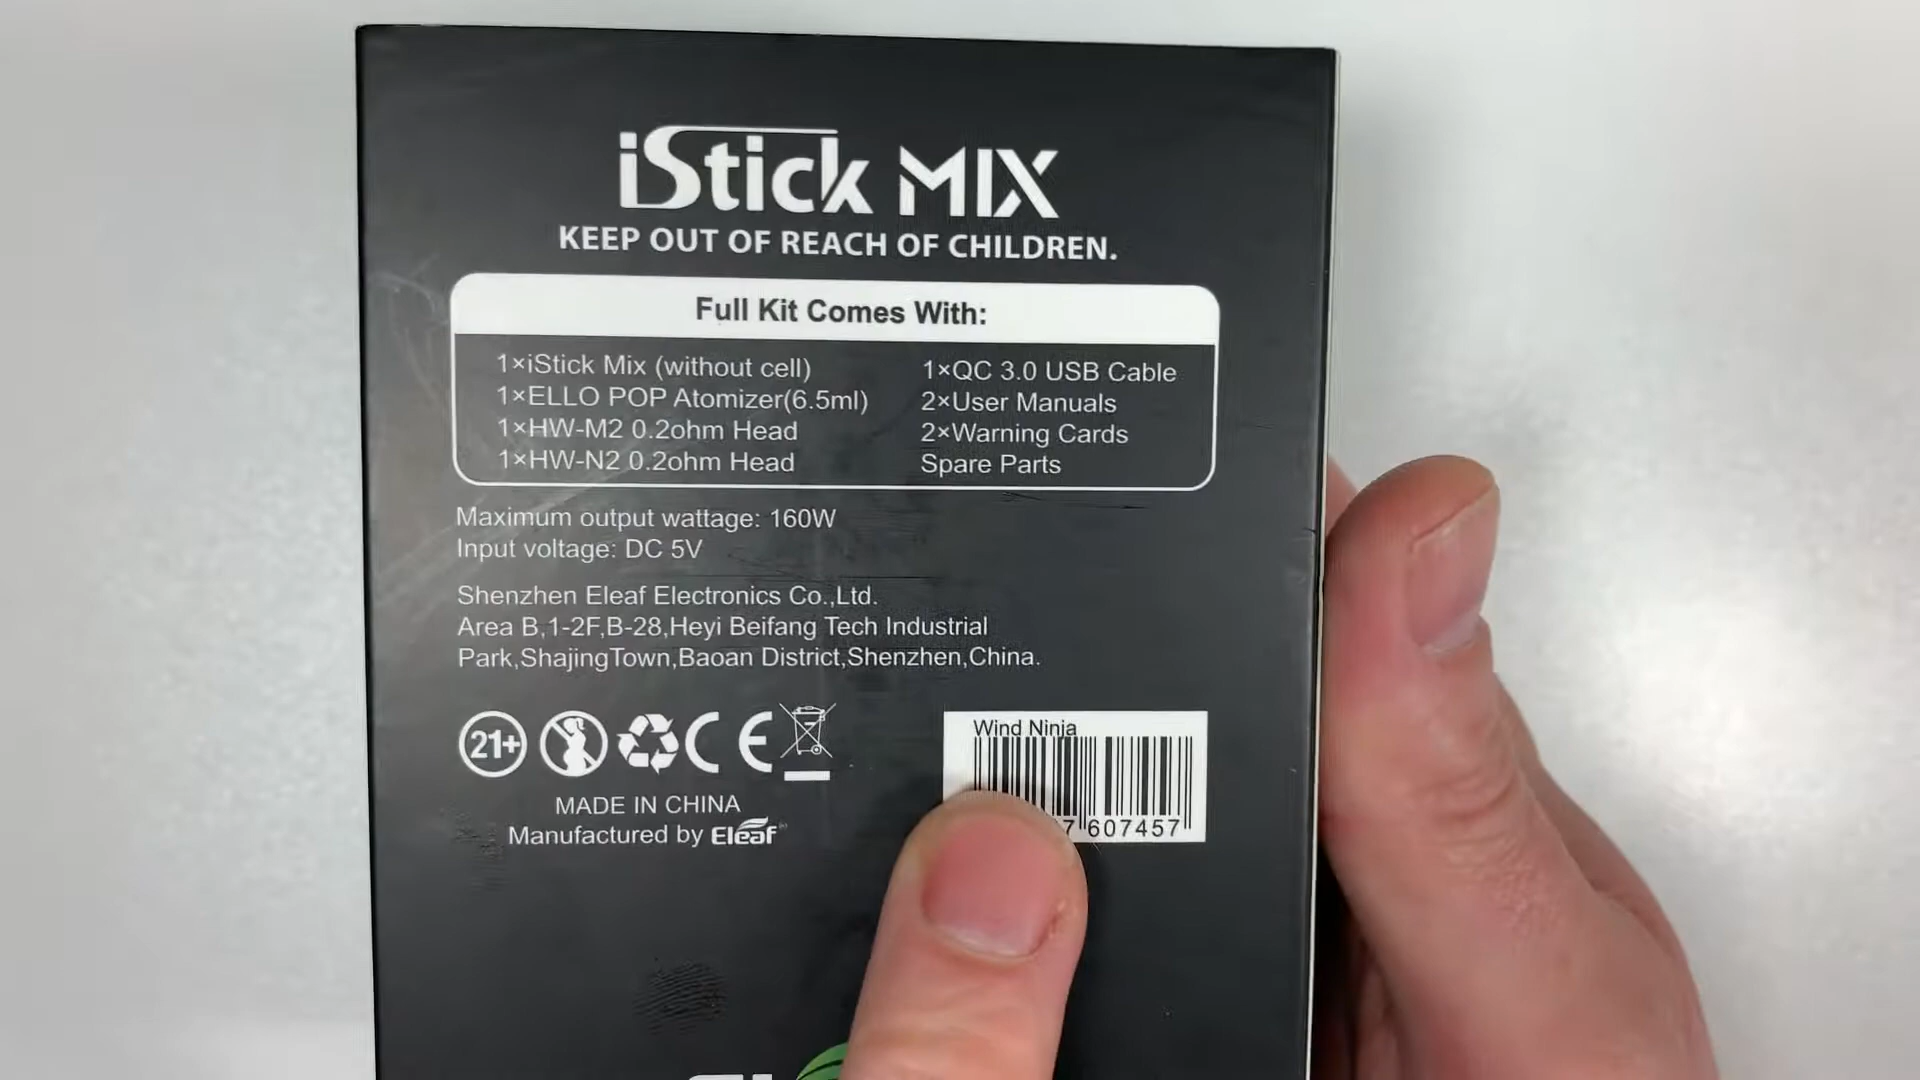 iStick MIX
KEEP OUT OF REACH OF CHILDREN.
Full Kit Comes With:
1×iStick Mix (without cell)
1×ELLO POP Atomizer(6.5ml)
1×HW-M2 0.2ohm Head
1×HW-N2 0.2ohm Head
1×QC 3.0 USB Cable
2×User Manuals
2×Warning Cards
Spare Parts
Maximum output wattage: 160W
Input voltage: DC 5V
Shenzhen Eleaf Electronics Co.,Ltd.
Area B,1-2F,B-28,Heyi Beifang Tech Industrial
Park,ShajingTown,Baoan District,Shenzhen,China.
21+ CE
MADE IN CHINA
Manufactured by Eleaf
Wind Ninja
7 607457